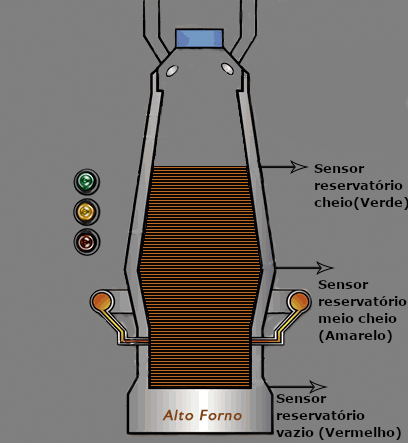 Sensor
reservatório
cheio(Verde)
Sensor
reservatório
meio cheio
(Amarelo)
Sensor
reservatório
vazio (Vermelho)
Alto Forno